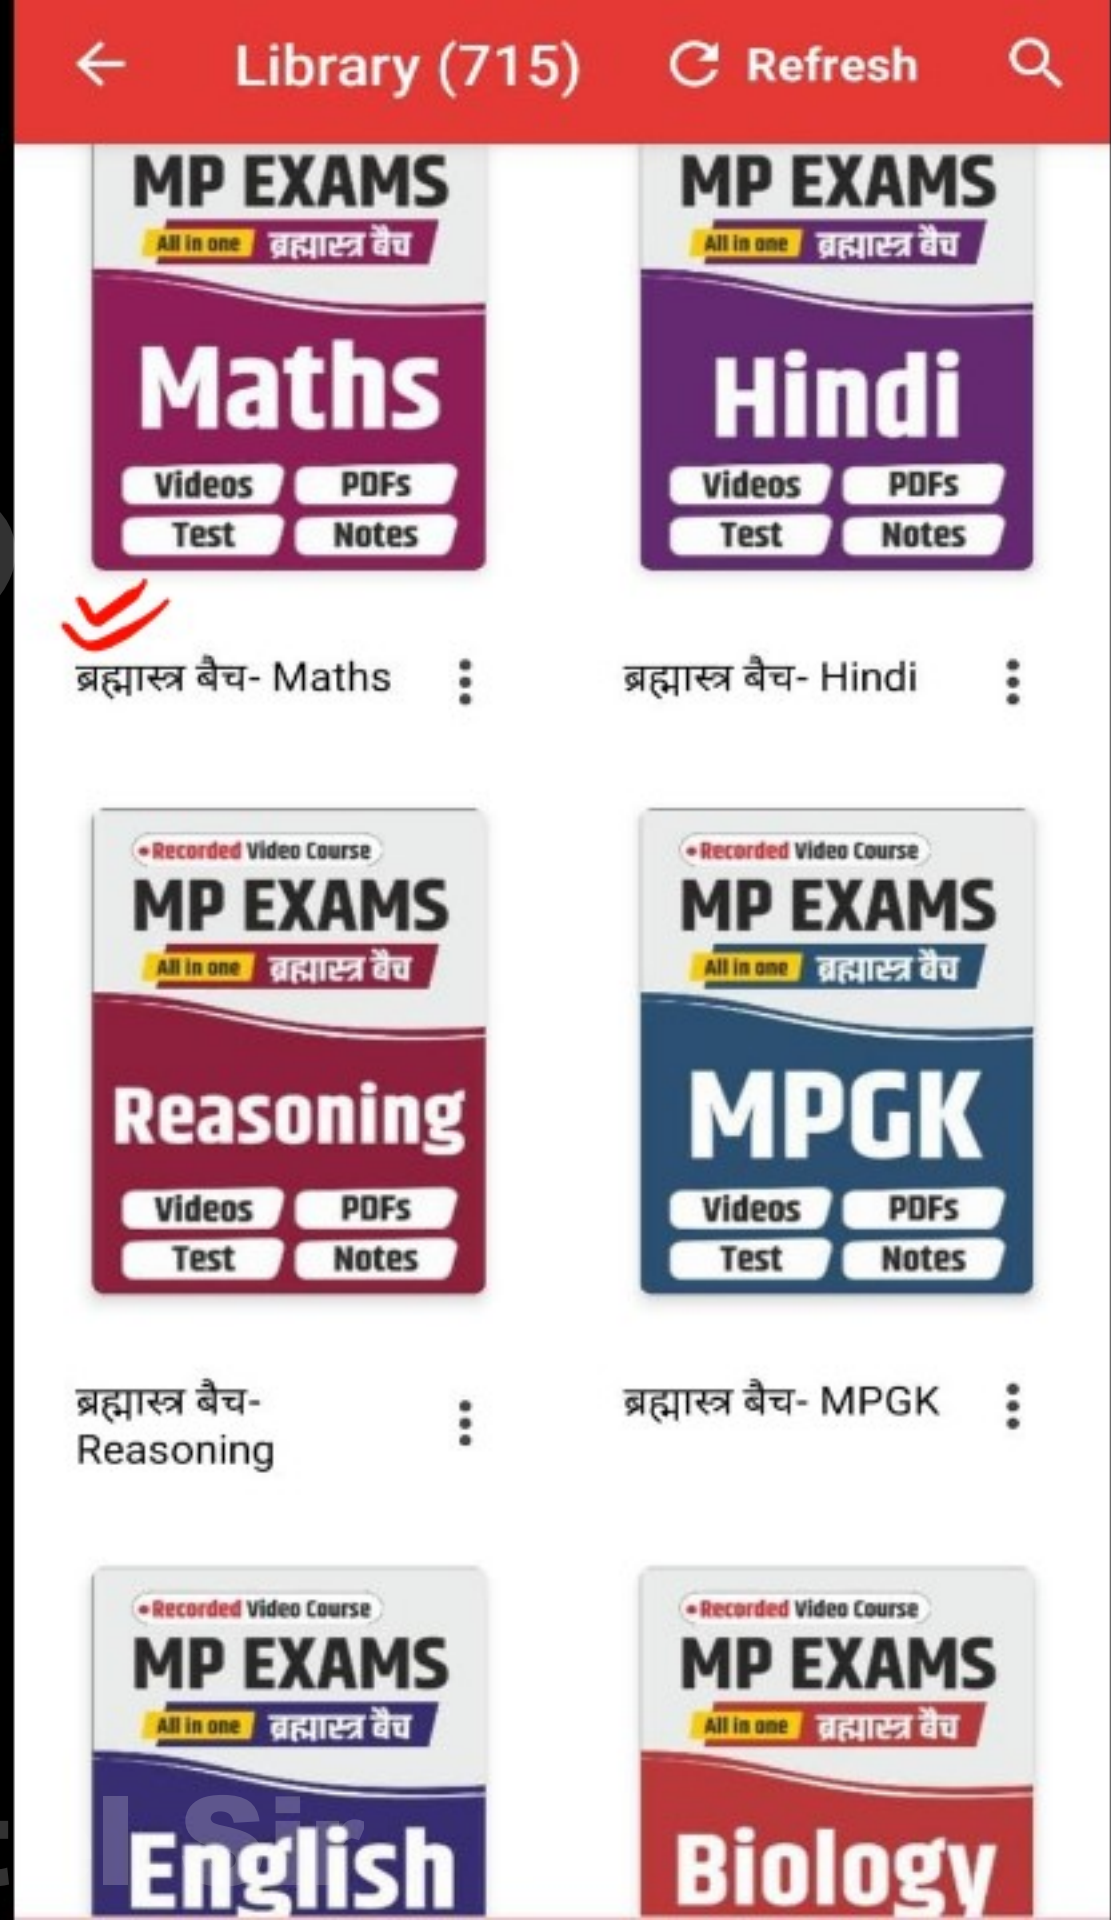 Library (715) Refresh
MP EXAMS
All in one ब्रह्मास्त्र बैच
Maths
Videos PDFs
Test Notes
ब्रह्मास्त्र बैच- Maths
MP EXAMS
All in one ब्रह्मास्त्र बैच
Hindi
Videos PDFs
Test Notes
ब्रह्मास्त्र बैच- Hindi
Recorded Video Course
MP EXAMS
All in one ब्रह्मास्त्र बैच
Reasoning
Videos PDFs
Test Notes
ब्रह्मास्त्र बैच-
Reasoning
Recorded Video Course
MP EXAMS
All in one ब्रह्मास्त्र बैच
MPGK
Videos PDFs
Test Notes
ब्रह्मास्त्र बैच- MPGK
Recorded Video Course
MP EXAMS
All in one ब्रह्मास्त्र बैच
English
Recorded Video Course
MP EXAMS
All in one ब्रह्मास्त्र बैच
Biology
Sir